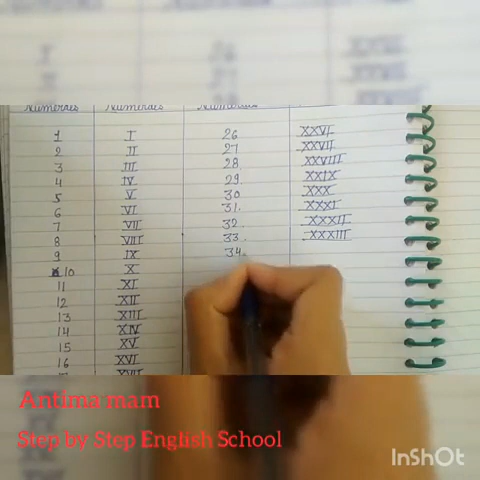 Numerals Numerals Numerals
1 I 26 XXVI
2 II 27 XXVII
3 III 28 XXVIII
4 IV 29 XXIX
5 V 30 XXX
6 VI 31 XXXI
7 VII 32 XXXII
8 VIII 33 XXXIII
9 IX 34
10 X
11 XI
12 XII
13 XIII
14 XIV
15 XV
16 XVI
XVII
Antima mam
Step by Step English School
InShOt